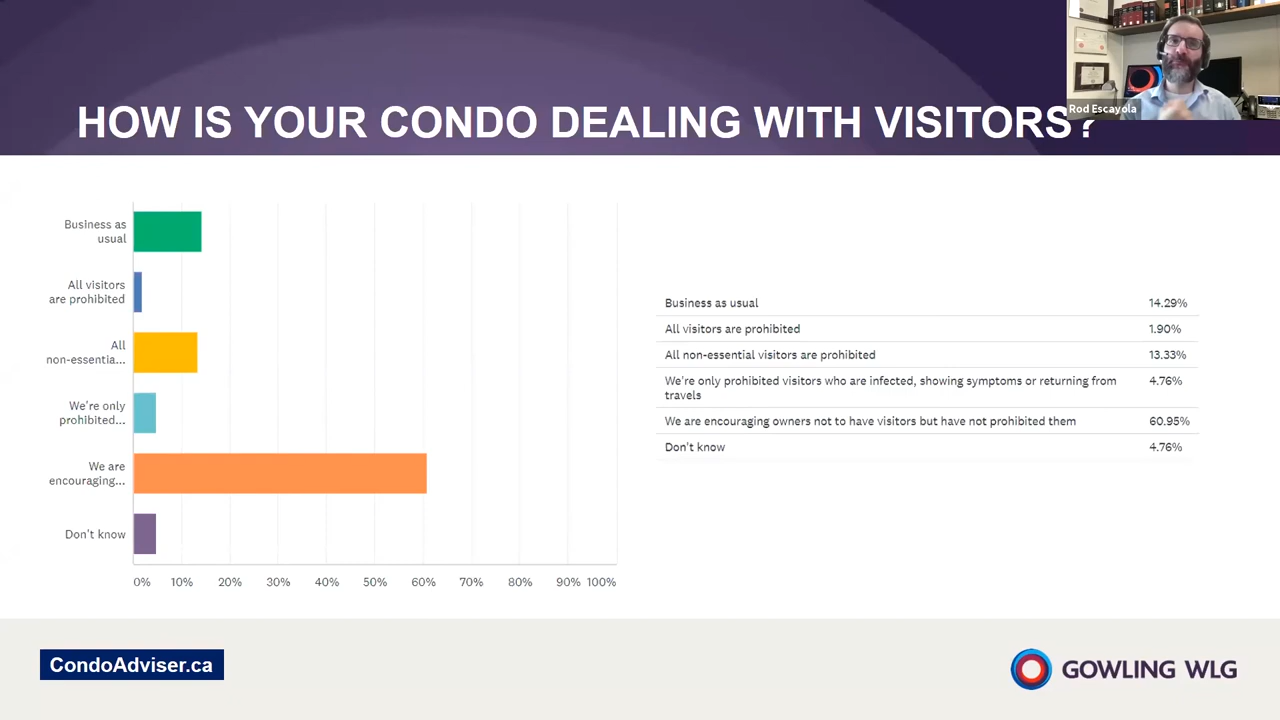 HOW IS YOUR CONDO DEALING WITH VISITORS?
Rod Escayola
Business as
usual
All visitors
are prohibited
All
non-essentia...
We're only
prohibited...
We are
encouraging...
Don't know
0% 10% 20% 30% 40% 50% 60% 70% 80% 90% 100%
Business as usual 14.29%
All visitors are prohibited 1.90%
All non-essential visitors are prohibited 13.33%
We're only prohibited visitors who are infected, showing symptoms or returning from 4.76%
travels
We are encouraging owners not to have visitors but have not prohibited them 60.95%
Don't know 4.76%
CondoAdviser.ca
GOWLING WLG